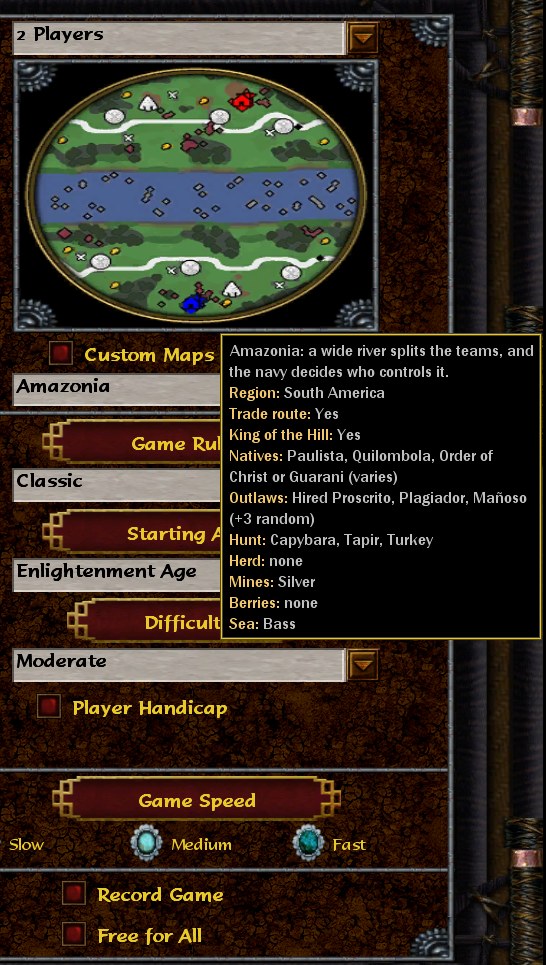 2 Players
Custom Maps
Amazonia
Amazonia: a wide river splits the teams, and
the navy decides who controls it.
Region: South America
Trade route: Yes
King of the Hill: Yes
Natives: Paulista, Quilombola, Order of
Christ or Guarani (varies)
Outlaws: Hired Proscrito, Plagiador, Mañoso
(+3 random)
Hunt: Capybara, Tapir, Turkey
Herd: none
Mines: Silver
Berries: none
Sea: Bass
Game Rul
Classic
Starting A
Enlightenment Age
Difficult
Moderate
Player Handicap
Game Speed
Slow Medium Fast
Record Game
Free for All